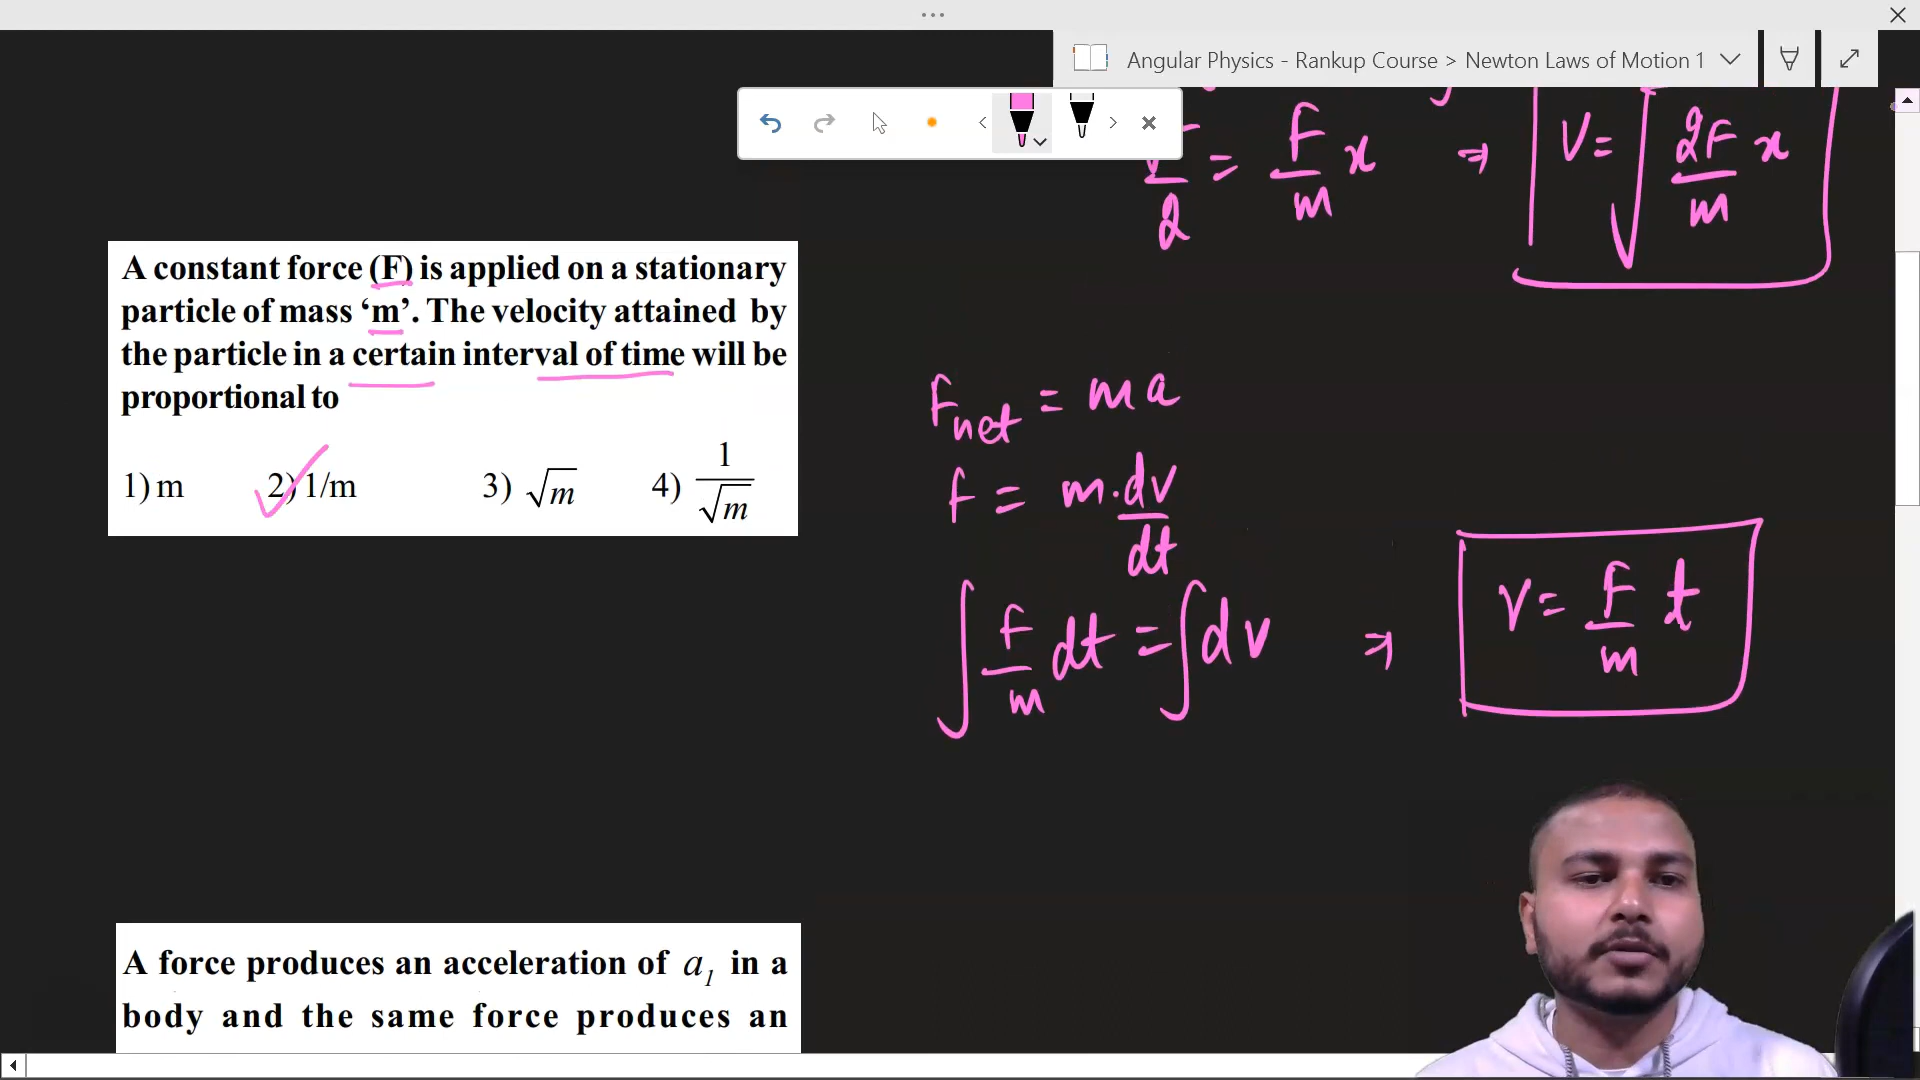 Angular Physics - Rankup Course > Newton Laws of Motion 1
2 = F/m x ⇒ V = √(2F/m x)
A constant force (F) is applied on a stationary
particle of mass ‘m’. The velocity attained by
the particle in a certain interval of time will be
proportional to
1) m 2) 1/m 3) √m 4) 1/√m
Fnet = ma
f = m.dv/dt
∫ f/m dt = ∫ dv ⇒ V = F/m t
A force produces an acceleration of a₁ in a
body and the same force produces an